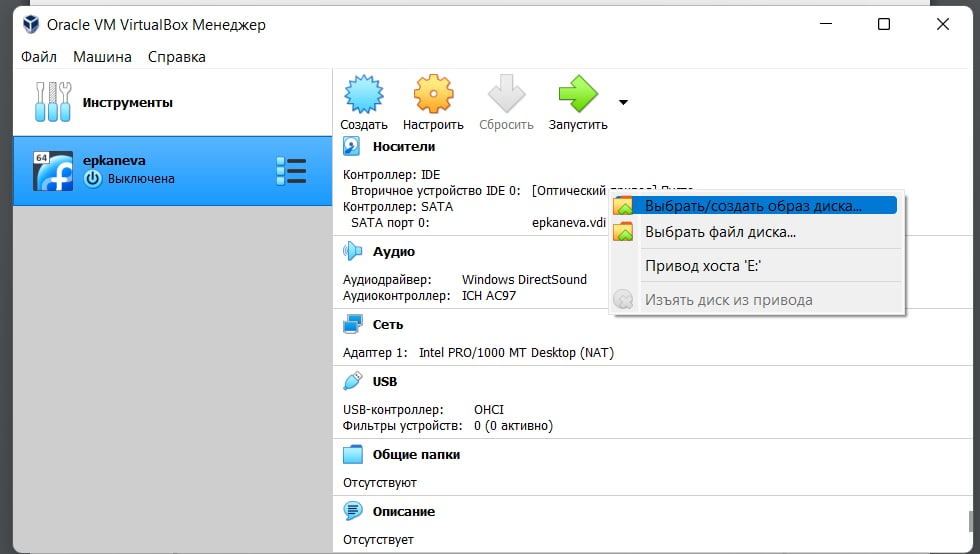 Oracle VM VirtualBox Менеджер
Файл Машина Справка
Инструменты
64
epkaneva
Выключена
Создать Настроить Сбросить Запустить
Носители
Контроллер: IDE
Вторичное устройство IDE 0: [Оптический
Контроллер: SATA
SATA порт 0: epkaneva.vdi
Выбрать/создать образ диска...
Выбрать файл диска...
Привод хоста 'E:'
Изъять диск из привода
Аудио
Аудиодрайвер: Windows DirectSound
Аудиоконтроллер: ICH AC97
Сеть
Адаптер 1: Intel PRO/1000 MT Desktop (NAT)
USB
USB-контроллер: OHCI
Фильтры устройств: 0 (0 активно)
Общие папки
Отсутствуют
Описание
Отсутствует